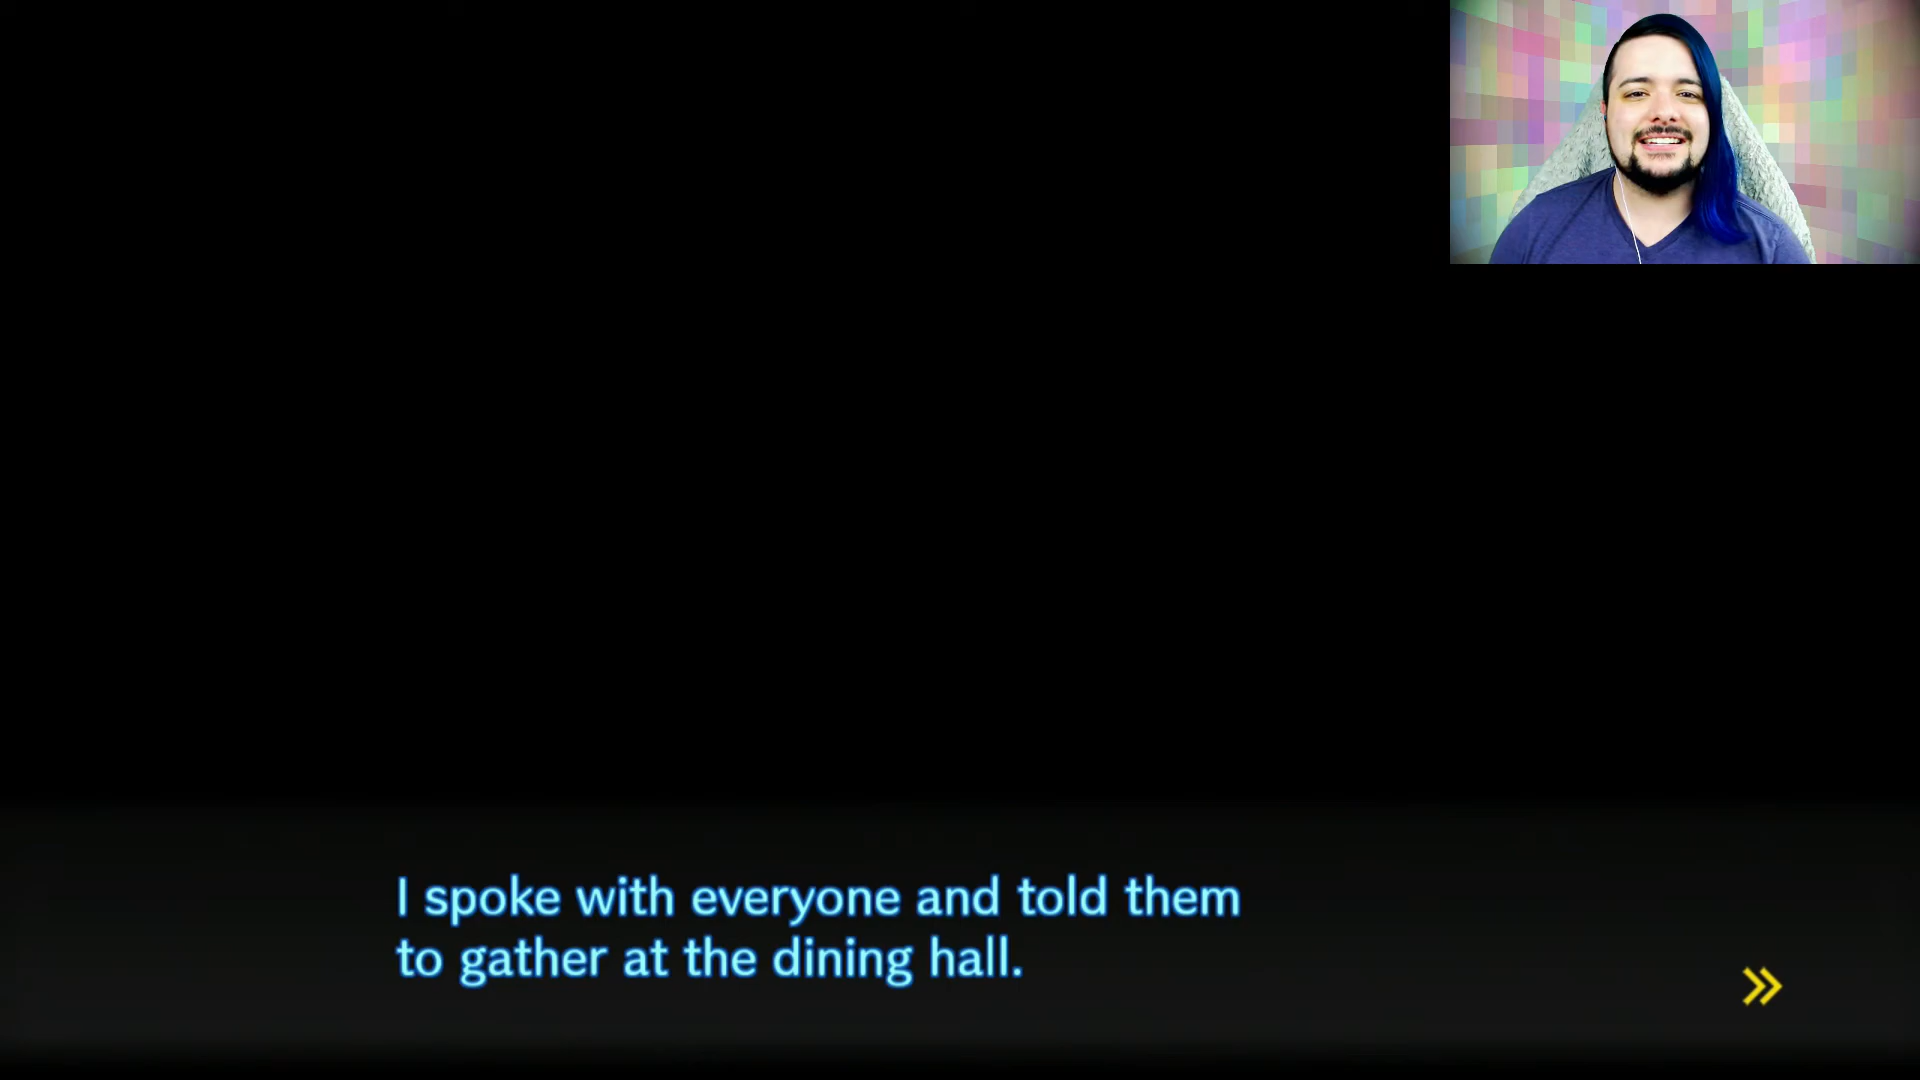 I spoke with everyone and told them
to gather at the dining hall.